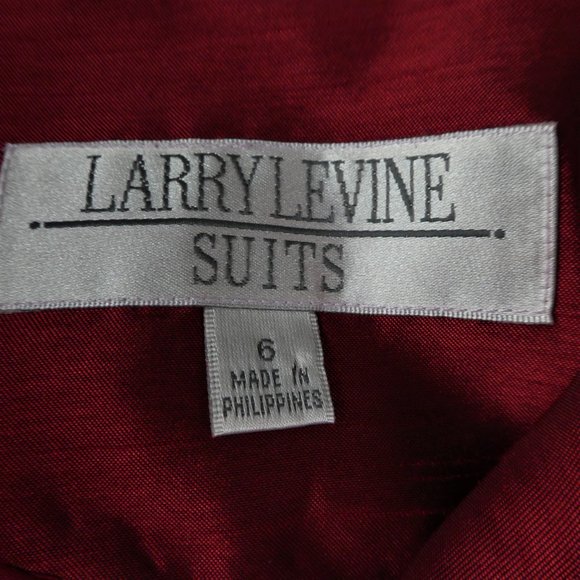 LARRY LEVINE
SUITS
6
MADE IN
PHILIPPINES